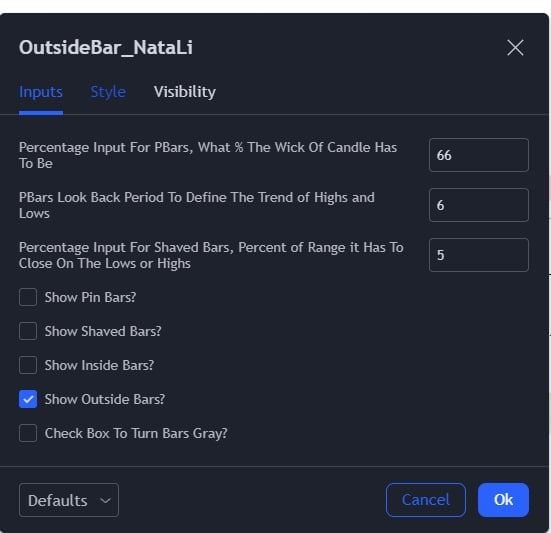 OutsideBar_NataLi
Inputs Style Visibility
Percentage Input For PBars, What % The Wick Of Candle Has
To Be
66
PBars Look Back Period To Define The Trend of Highs and
Lows
6
Percentage Input For Shaved Bars, Percent of Range it Has To
Close On The Lows or Highs
5
Show Pin Bars?
Show Shaved Bars?
Show Inside Bars?
Show Outside Bars?
Check Box To Turn Bars Gray?
Defaults Cancel Ok